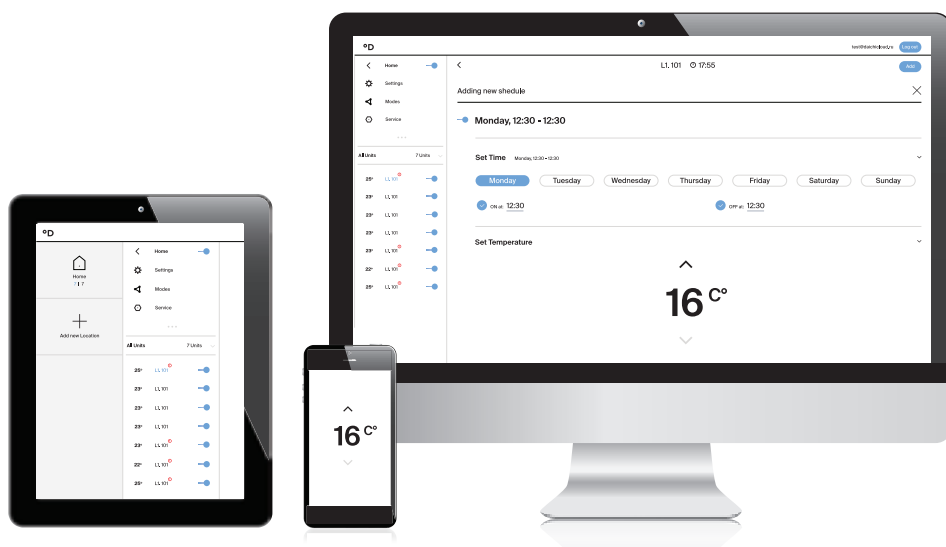 °D
test@daichicloud.ru Log out
Home
L1, 101 17:55
Add
Settings
Adding new shedule
Modes
Service
Monday, 12:30 - 12:30
...
All Units 7 Units
Set Time Monday, 12:30 - 12:30
Monday Tuesday Wednesday Thursday Friday Saturday Sunday
ON at: 12:30
OFF at: 12:30
Set Temperature
16 C°
25° L1, 101
23° L1, 101
23° L1, 101
23° L1, 101
23° L1, 101
22° L1, 101
25° L1, 101
°D
Home
7 | 7
Add new Location
Home
Settings
Modes
Service
...
All Units 7 Units
25° L1, 101
23° L1, 101
23° L1, 101
23° L1, 101
23° L1, 101
22° L1, 101
25° L1, 101
16 C°